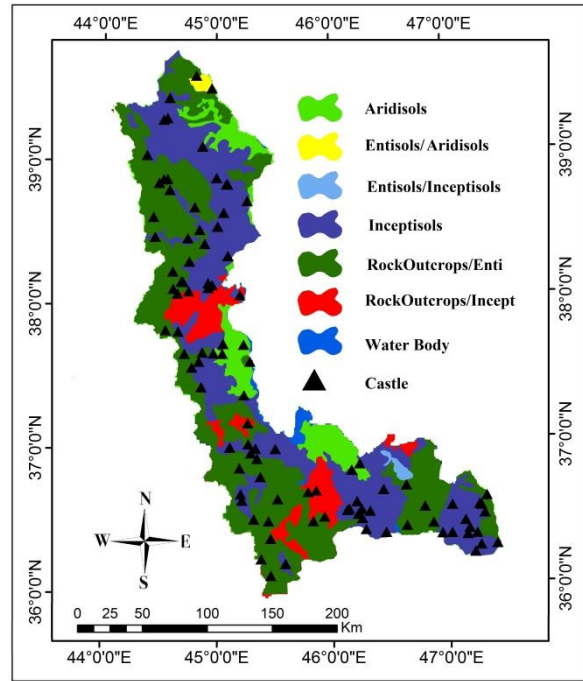 44°0'0"E 45°0'0"E 46°0'0"E 47°0'0"E
39°0'0"N 39°0'0"N
38°0'0"N 38°0'0"N
37°0'0"N 37°0'0"N
36°0'0"N 36°0'0"N
Aridisols
Entisols/Aridisols
Entisols/Inceptisols
Inceptisols
RockOutcrops/Enti
RockOutcrops/Incept
Water Body
Castle
N
W E
S
0 25 50 100 150 200
Km
44°0'0"E 45°0'0"E 46°0'0"E 47°0'0"E